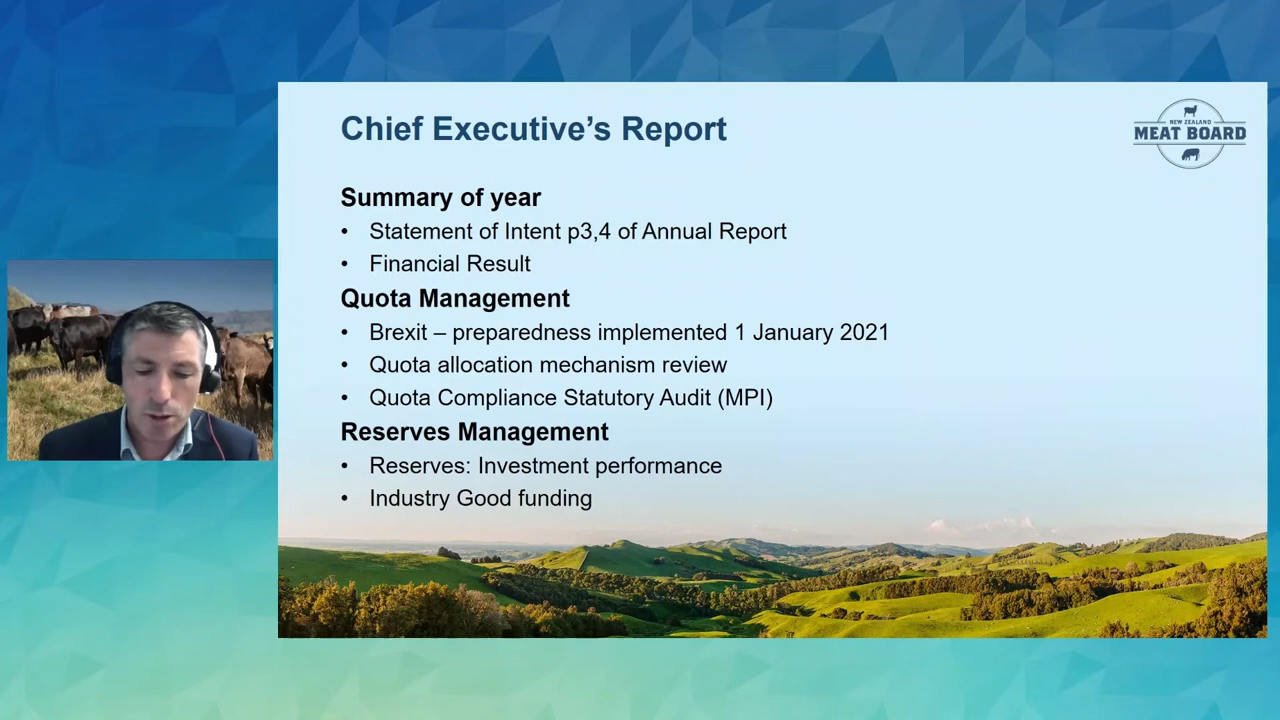 Chief Executive's Report
NEW ZEALAND
MEAT BOARD
Summary of year
• Statement of Intent p3,4 of Annual Report
• Financial Result
Quota Management
• Brexit – preparedness implemented 1 January 2021
• Quota allocation mechanism review
• Quota Compliance Statutory Audit (MPI)
Reserves Management
• Reserves: Investment performance
• Industry Good funding